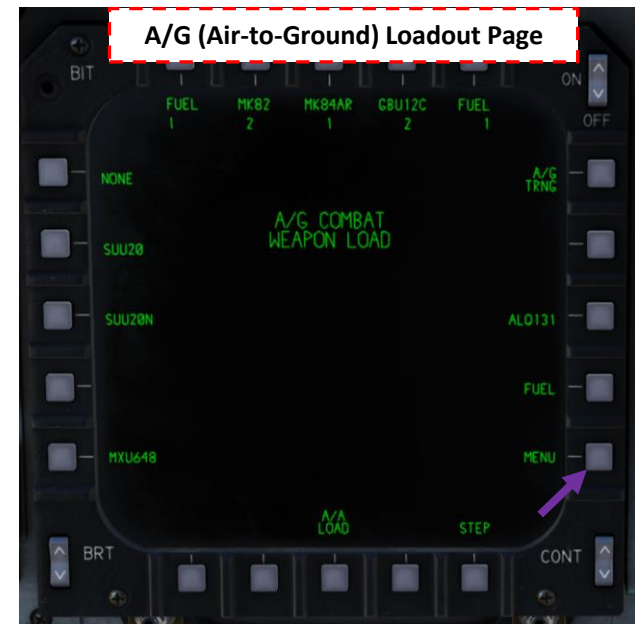 A/G (Air-to-Ground) Loadout Page
BIT
ON
OFF
FUEL MK82 MK84AR GBU12C FUEL
1 2 1 2 1
NONE
A/G
TRNG
A/G COMBAT
WEAPON LOAD
SUU20
SUU20N
ALQ131
FUEL
MXU648
MENU
A/A
LOAD
STEP
BRT
CONT